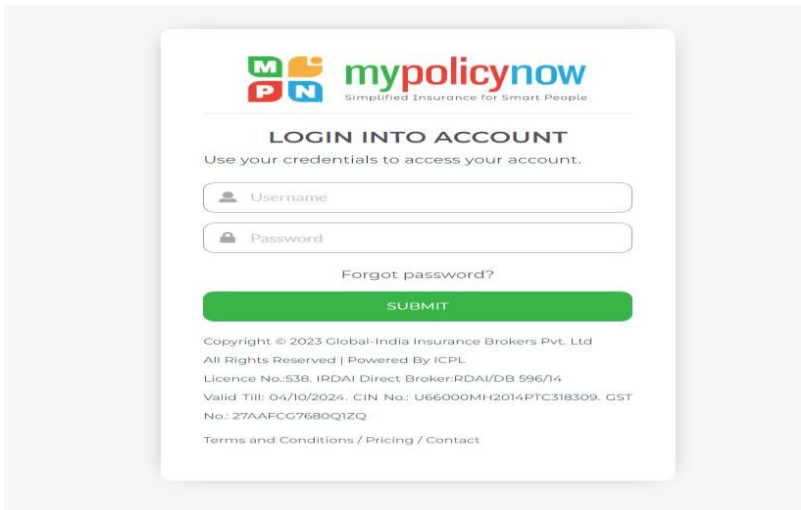 M
P N
mypolicynow
Simplified Insurance for Smart People
LOGIN INTO ACCOUNT
Use your credentials to access your account.
Username
Password
Forgot password?
SUBMIT
Copyright © 2023 Global-India Insurance Brokers Pvt. Ltd
All Rights Reserved | Powered By ICPL
Licence No.:538. IRDAI Direct Broker:RDAI/DB 596/14
Valid Till: 04/10/2024. CIN No.: U66000MH2014PTC318309. GST
No.: 27AAFCG7680Q1ZQ
Terms and Conditions / Pricing / Contact